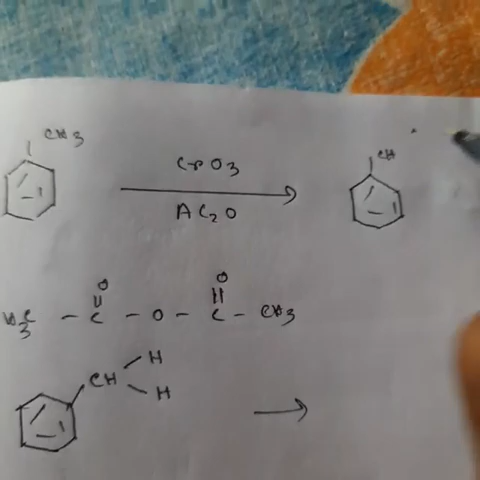 CH3
CrO3
AC2O
CH
O O
H3C - C - O - C - CH3
H
CH
H